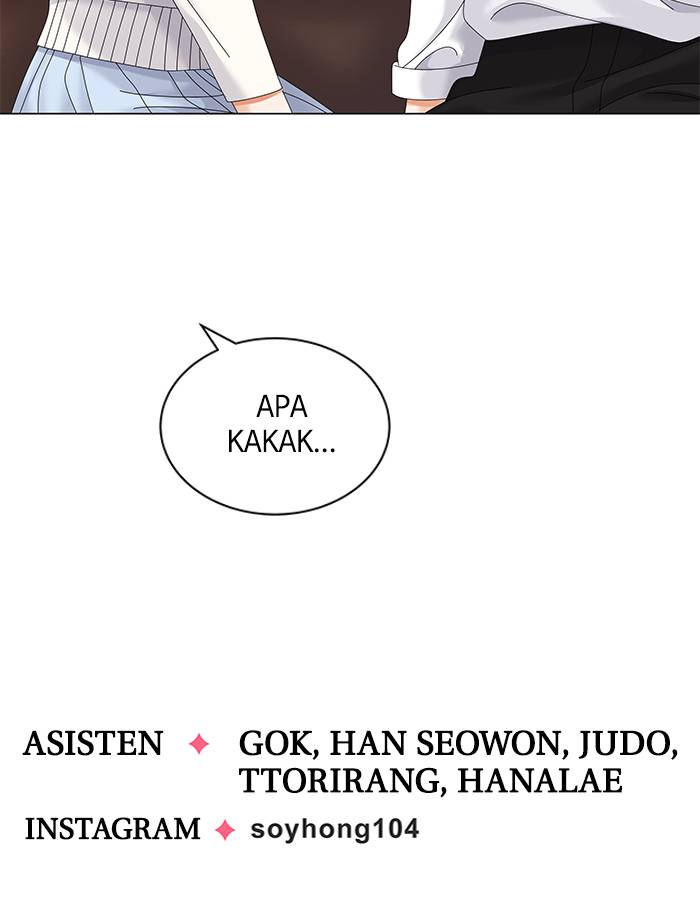 APA
KAKAK...
ASISTEN ✦ GOK, HAN SEOWON, JUDO,
TTORIRANG, HANALAE
INSTAGRAM ✦ soyhong104